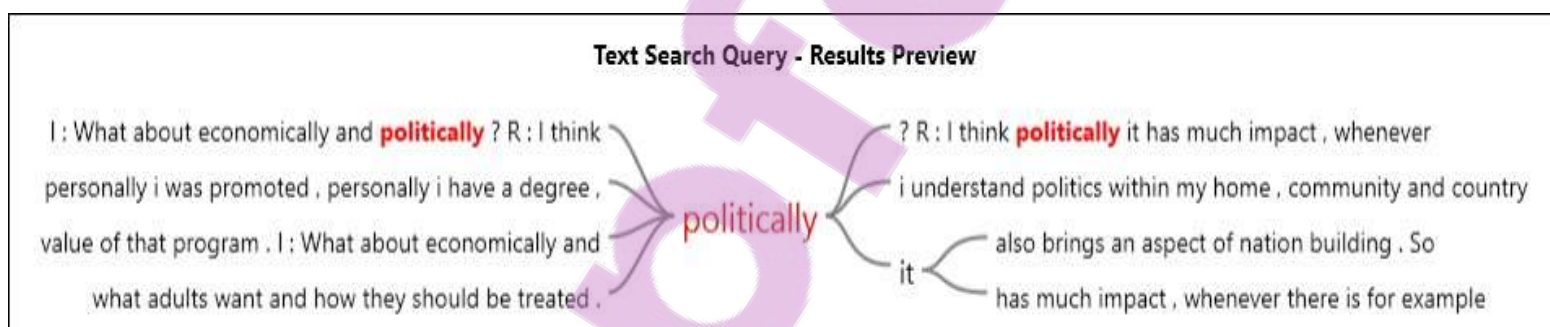 Text Search Query - Results Preview
I : What about economically and politically ? R : I think
personally i was promoted , personally i have a degree ,
value of that program . I : What about economically and
what adults want and how they should be treated .
politically
? R : I think politically it has much impact , whenever
i understand politics within my home , community and country
it
also brings an aspect of nation building . So
has much impact , whenever there is for example